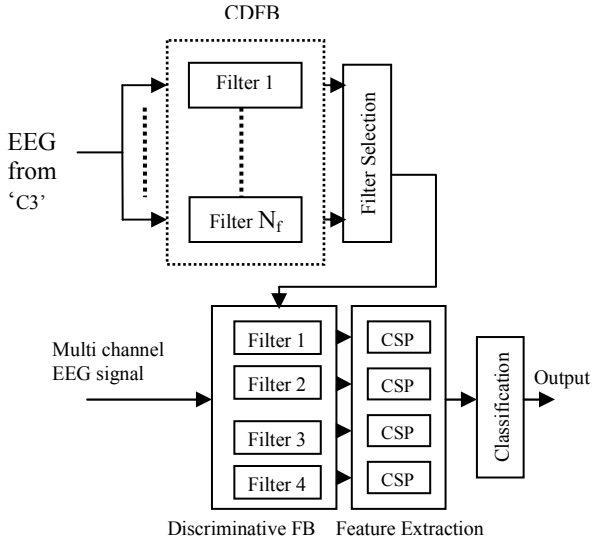 CDFB
Filter 1
EEG
from
‘C3’
Filter Selection
Filter Nf
Multi channel
EEG signal
Filter 1
CSP
Filter 2
CSP
Filter 3
CSP
Filter 4
CSP
Classification
Output
Discriminative FB
Feature Extraction